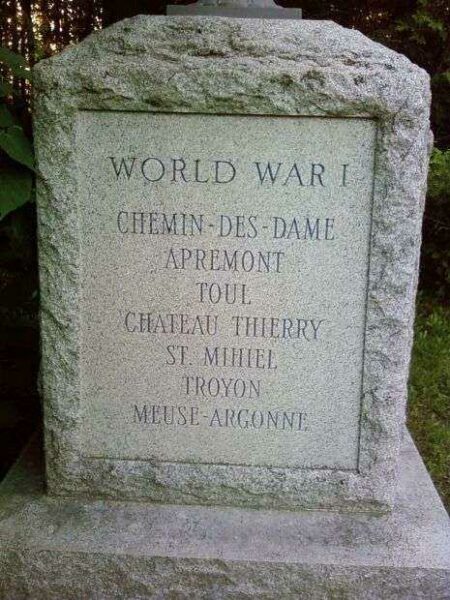 WORLD WAR I
CHEMIN-DES-DAME
APREMONT
TOUL
CHATEAU THIERRY
ST. MIHIEL
TROYON
MEUSE-ARGONNE